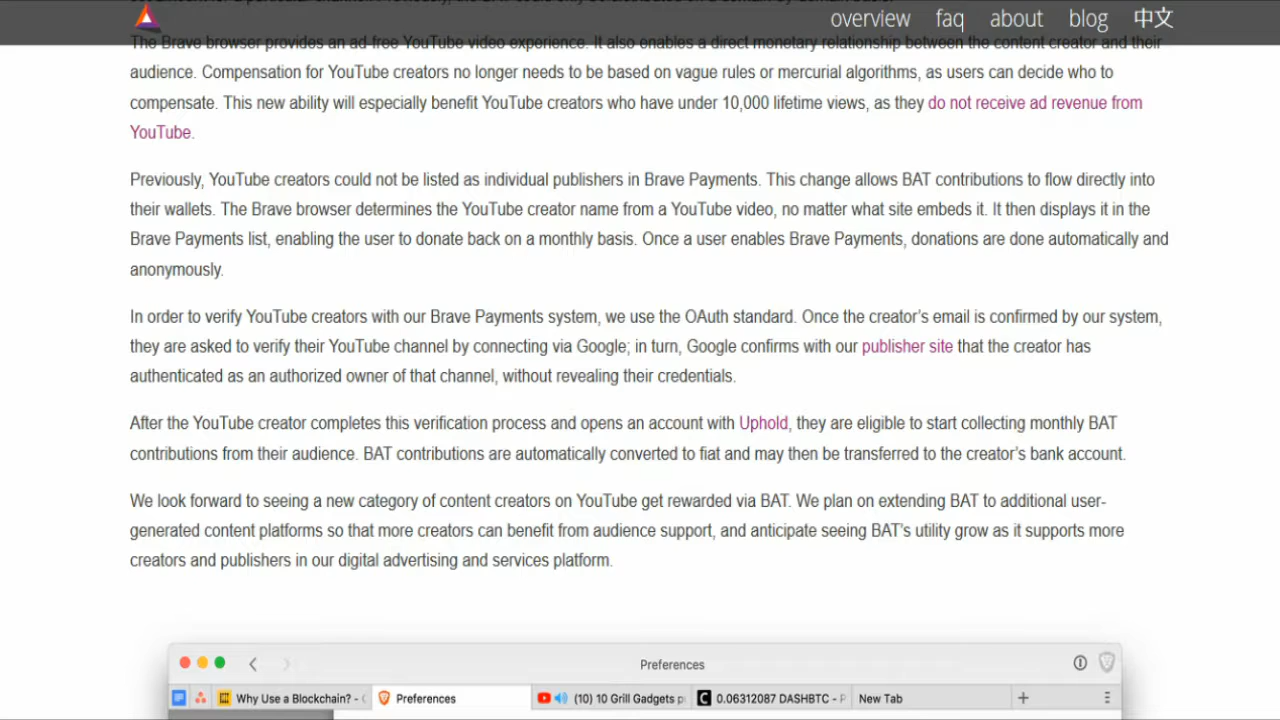 overview faq about blog 中文
The Brave browser provides an ad-free YouTube video experience. It also enables a direct monetary relationship between the content creator and their
audience. Compensation for YouTube creators no longer needs to be based on vague rules or mercurial algorithms, as users can decide who to
compensate. This new ability will especially benefit YouTube creators who have under 10,000 lifetime views, as they do not receive ad revenue from
YouTube.
Previously, YouTube creators could not be listed as individual publishers in Brave Payments. This change allows BAT contributions to flow directly into
their wallets. The Brave browser determines the YouTube creator name from a YouTube video, no matter what site embeds it. It then displays it in the
Brave Payments list, enabling the user to donate back on a monthly basis. Once a user enables Brave Payments, donations are done automatically and
anonymously.
In order to verify YouTube creators with our Brave Payments system, we use the OAuth standard. Once the creator's email is confirmed by our system,
they are asked to verify their YouTube channel by connecting via Google; in turn, Google confirms with our publisher site that the creator has
authenticated as an authorized owner of that channel, without revealing their credentials.
After the YouTube creator completes this verification process and opens an account with Uphold, they are eligible to start collecting monthly BAT
contributions from their audience. BAT contributions are automatically converted to fiat and may then be transferred to the creator's bank account.
We look forward to seeing a new category of content creators on YouTube get rewarded via BAT. We plan on extending BAT to additional user-
generated content platforms so that more creators can benefit from audience support, and anticipate seeing BAT's utility grow as it supports more
creators and publishers in our digital advertising and services platform.
Preferences
Why Use a Blockchain? - Preferences (10) 10 Grill Gadgets 0.06312087 DASHBTC - New Tab